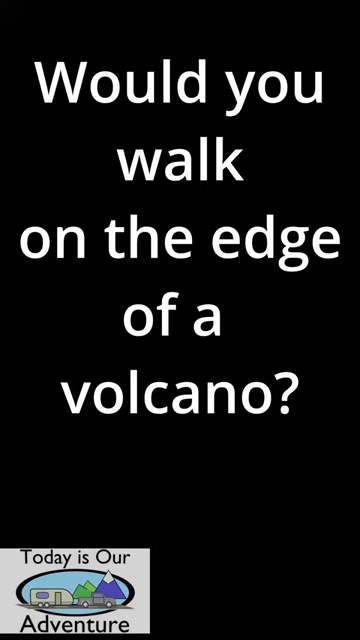 Would you
walk
on the edge
of a
volcano?
Today is Our
Adventure